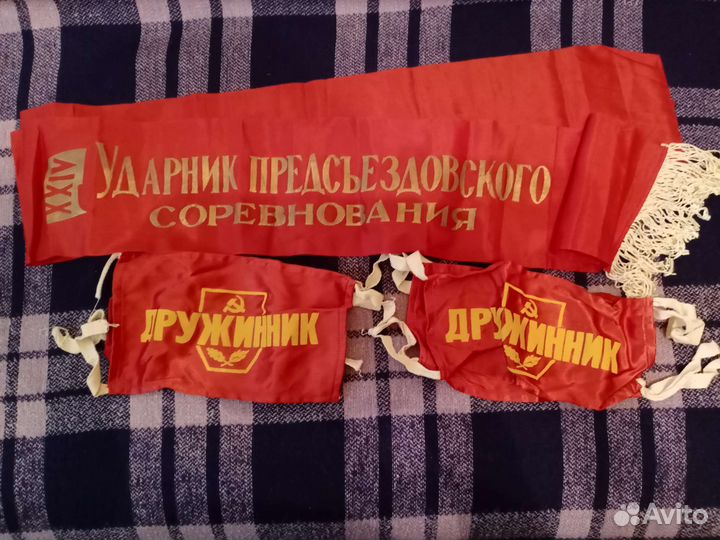 XXIV
Ударник предсъездовского
соревнования
ДРУЖИННИК
ДРУЖИННИК
Avito